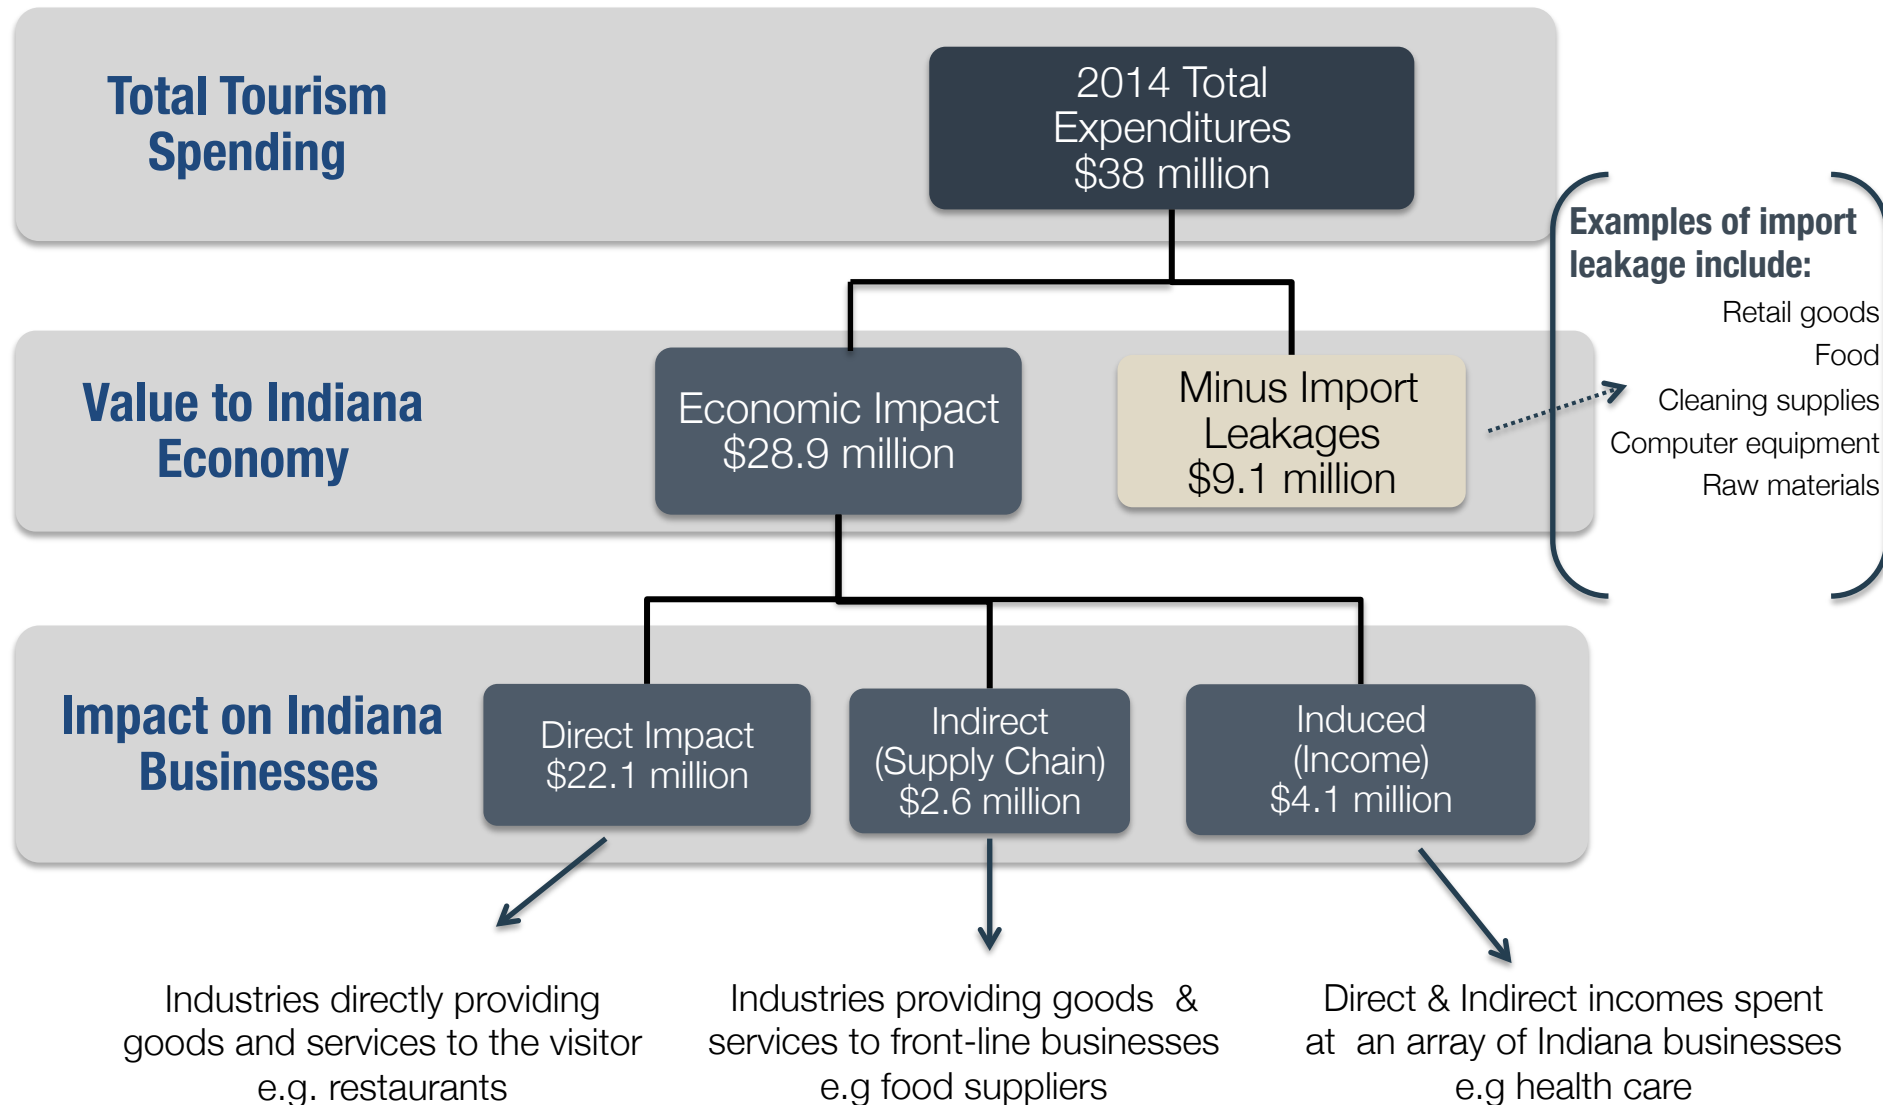 Total Tourism
Spending
2014 Total
Expenditures
$38 million
Examples of import
leakage include:
Retail goods
Food
Cleaning supplies
Computer equipment
Raw materials
Value to Indiana
Economy
Economic Impact
$28.9 million
Minus Import
Leakages
$9.1 million
Impact on Indiana
Businesses
Direct Impact
$22.1 million
Indirect
(Supply Chain)
$2.6 million
Induced
(Income)
$4.1 million
Industries directly providing
goods and services to the visitor
e.g. restaurants
Industries providing goods  &
services to front-line businesses
e.g food suppliers
Direct & Indirect incomes spent
at  an array of Indiana businesses
e.g health care